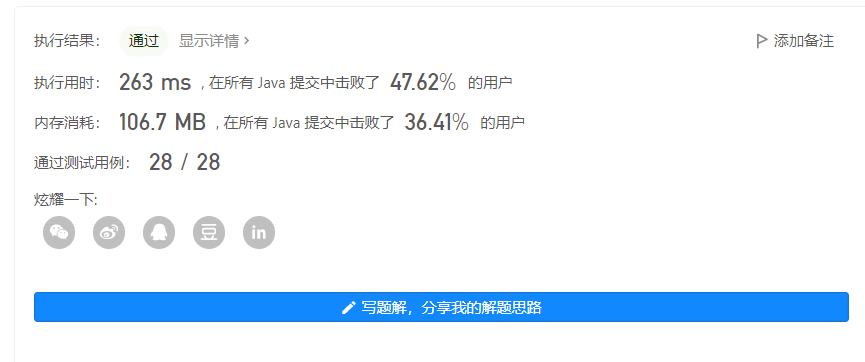 执行结果： 通过 显示详情 › 添加备注
执行用时： 263 ms , 在所有 Java 提交中击败了 47.62% 的用户
内存消耗： 106.7 MB , 在所有 Java 提交中击败了 36.41% 的用户
通过测试用例： 28 / 28
炫耀一下:
豆 in
写题解，分享我的解题思路